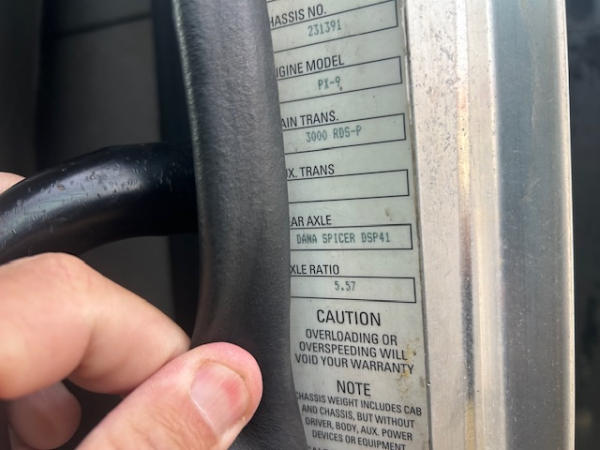 HASSIS NO.
231391
NGINE MODEL
PX-9
AIN TRANS.
3000 RDS-P
X. TRANS
AR AXLE
DANA SPICER DSP41
XLE RATIO
5.57
CAUTION
OVERLOADING OR
OVERSPEEDING WILL
VOID YOUR WARRANTY
NOTE
CHASSIS WEIGHT INCLUDES CAB
AND CHASSIS, BUT WITHOUT
DRIVER, BODY, AUX. POWER
DEVICES OR EQUIPMENT